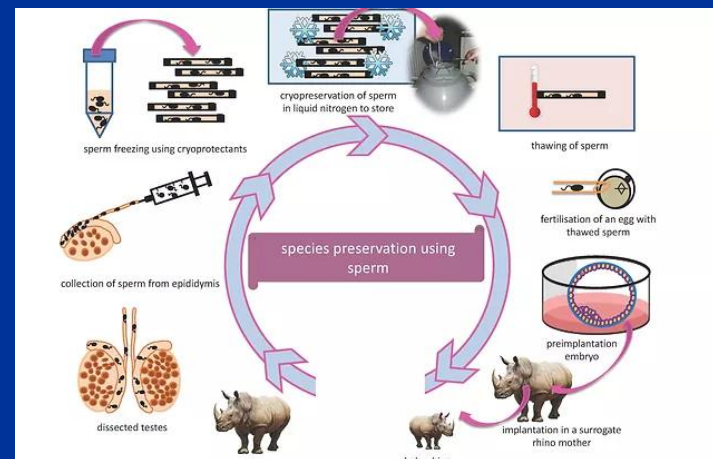 cryopreservation of sperm
in liquid nitrogen to store
sperm freezing using cryoprotectants
thawing of sperm
fertilisation of an egg with
thawed sperm
species preservation using
sperm
collection of sperm from epididymis
preimplantation
embryo
dissected testes
implantation in a surrogate
rhino mother